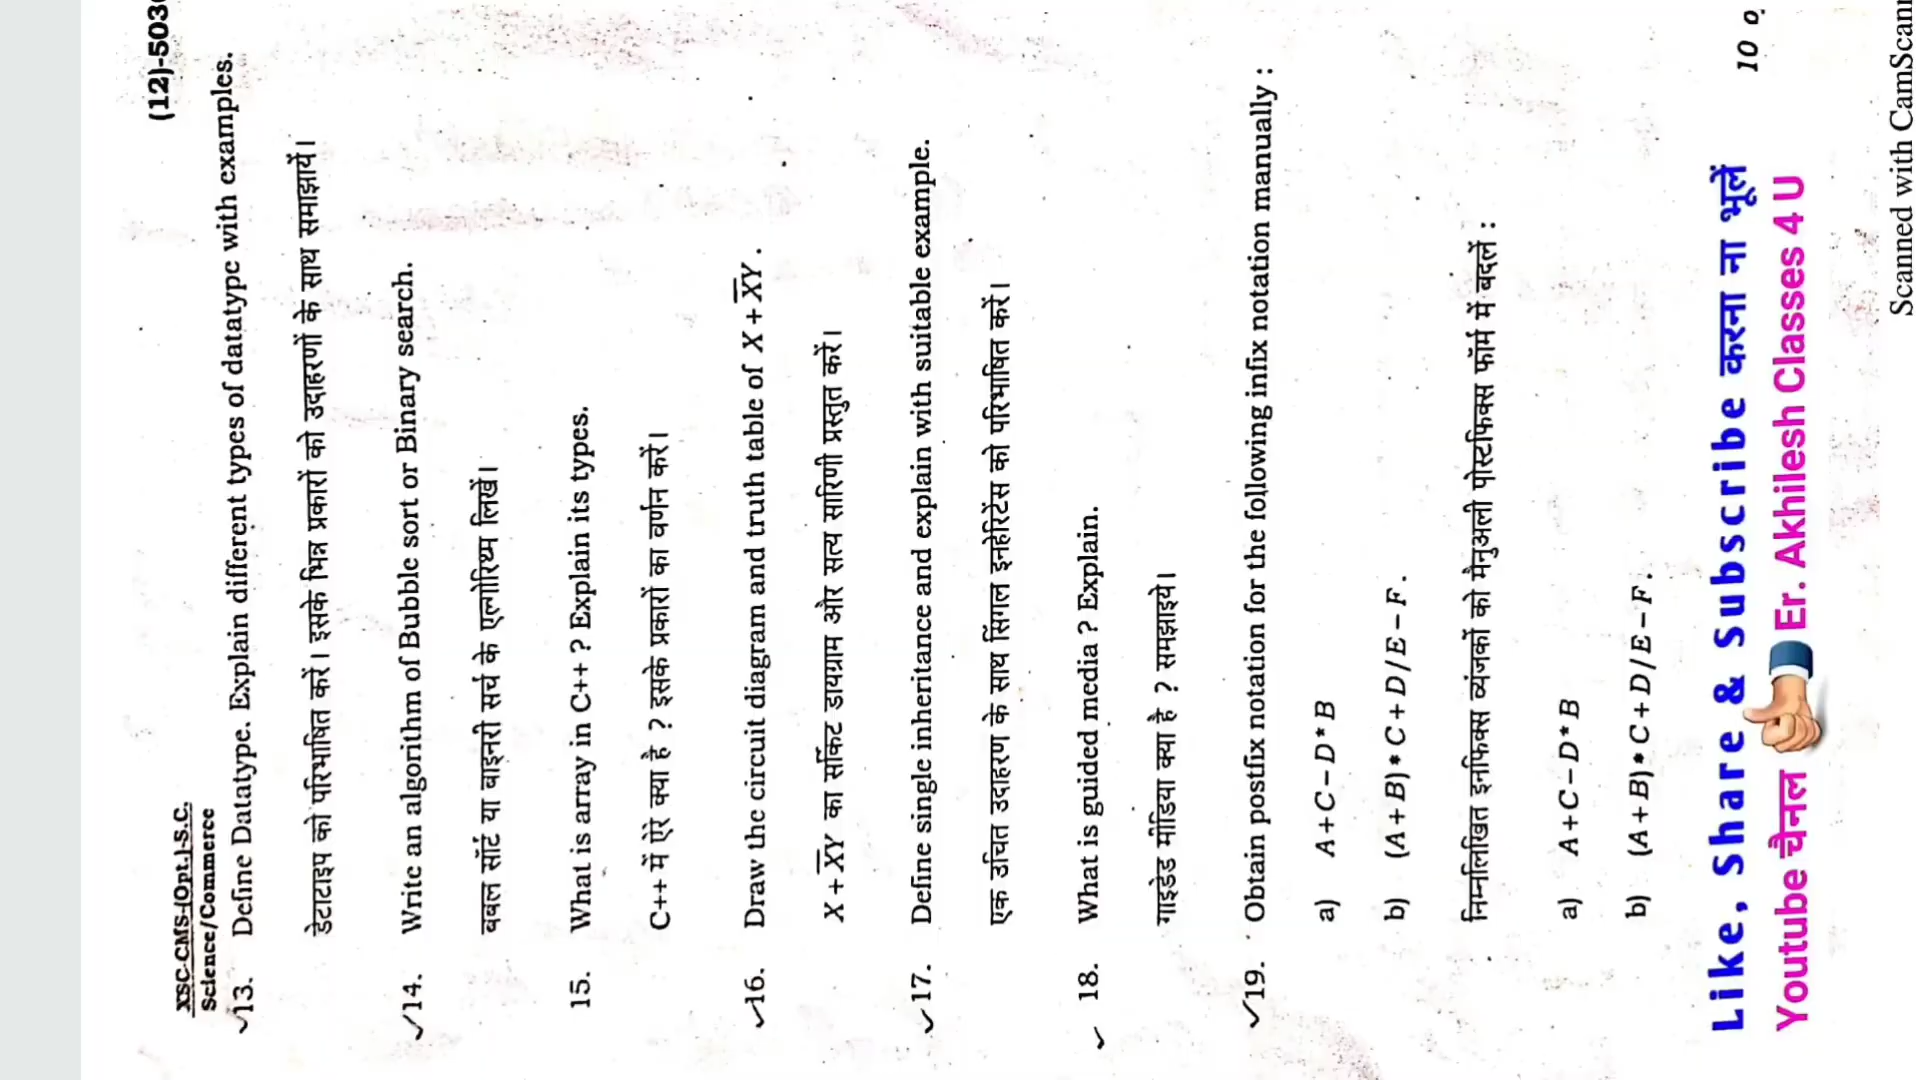 XSC-CMS-(Opt.)-S.C.
Science/Commerce
(12)-503
13. Define Datatype. Explain different types of datatype with examples.
डेटाटाइप को परिभाषित करें। इसके भिन्न प्रकारों को उदाहरणों के साथ समाझायें।
14. Write an algorithm of Bubble sort or Binary search.
बबल सॉर्ट या बाइनरी सर्च के एल्गोरिथ्म लिखें।
15. What is array in C++ ? Explain its types.
C++ में ऐरे क्या है ? इसके प्रकारों का वर्णन करें।
16. Draw the circuit diagram and truth table of X + X̅Y̅ .
X + X̅Y̅ का सर्किट डायग्राम और सत्य सारिणी प्रस्तुत करें।
17. Define single inheritance and explain with suitable example.
एक उचित उदाहरण के साथ सिंगल इनहेरिटेंस को परिभाषित करें।
18. What is guided media ? Explain.
गाइडेड मीडिया क्या है ? समझाइये।
19. Obtain postfix notation for the following infix notation manually :
a) A+C–D*B
b) (A+B)*C+D/E–F.
निम्नलिखित इनफिक्स व्यंजकों को मैनुअली पोस्टफिक्स फॉर्म में बदलें :
a) A+C–D*B
b) (A+B)*C+D/E–F.
10 o
Like, Share & Subscribe करना ना भूलें
Youtube चैनल Er. Akhilesh Classes 4 U
Scanned with CamScann